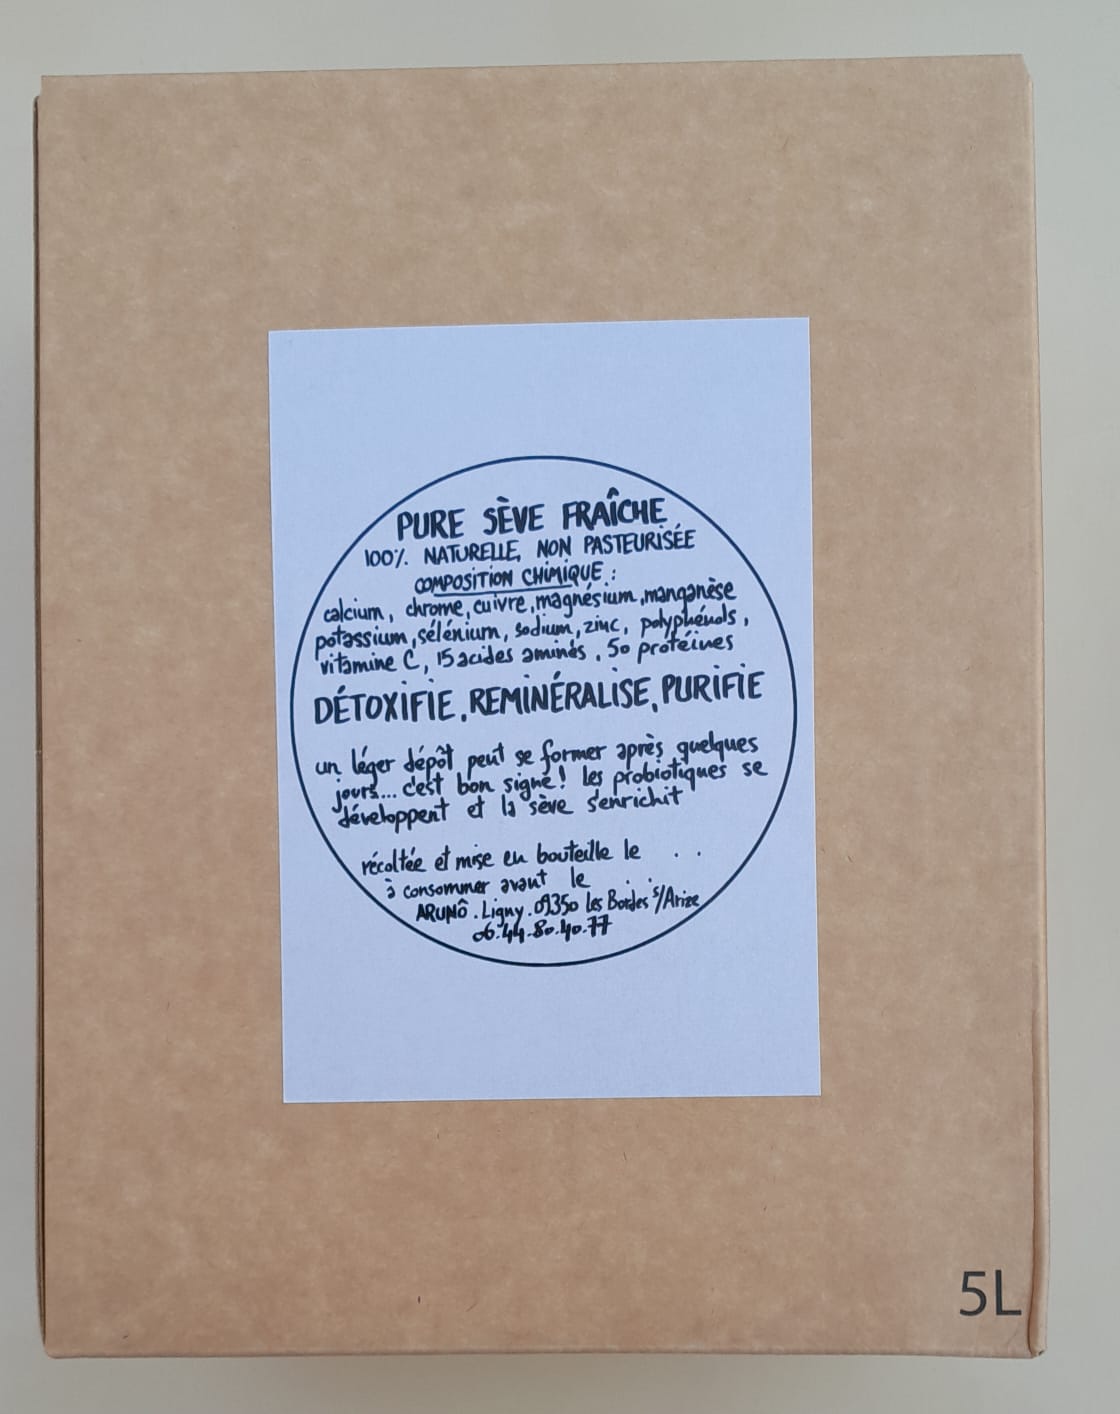 PURE SÈVE FRAÎCHE
100% NATURELLE, NON PASTEURISÉE
COMPOSITION CHIMIQUE :
calcium, chrome, cuivre, magnésium, manganèse
potassium, sélénium, sodium, zinc, polyphénols,
vitamine C, 15 acides aminés, 50 protéines
DÉTOXIFIE, REMINÉRALISE, PURIFIE
un léger dépôt peut se former après quelques
jours... c'est bon signe! les probiotiques se
développent et la sève s'enrichit
récoltée et mise en bouteille le . .
à consommer avant le . .
ARUNÔ . Ligny . 09350 les Bordes s/Arize
06.44.80.40.77
5L